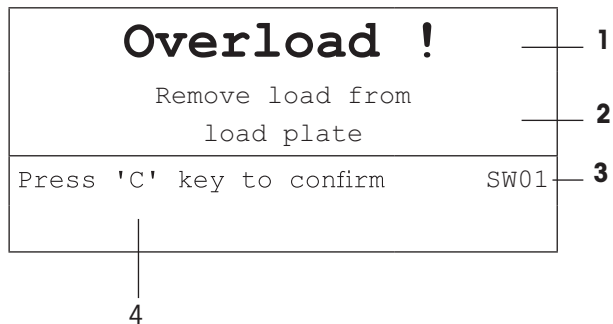 Overload !
1
Remove load from
load plate
2
Press 'C' key to confirm SW01
3
4